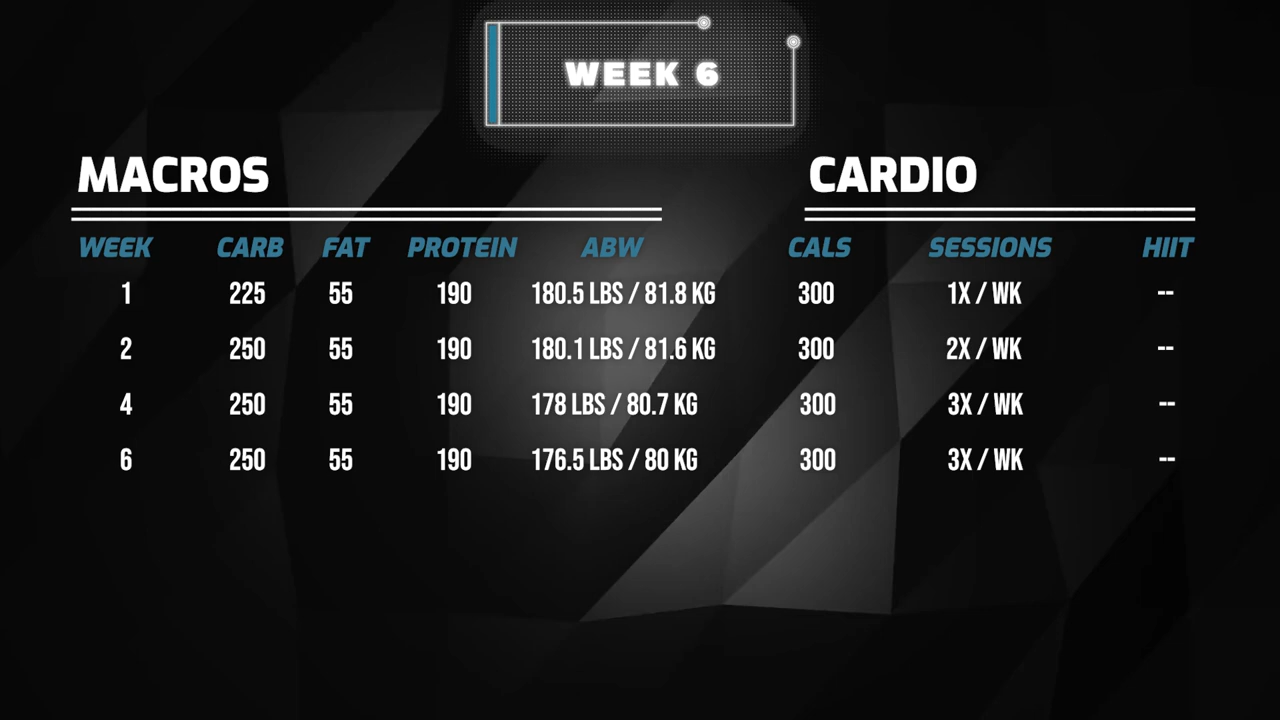 WEEK 6
MACROS CARDIO
WEEK CARB FAT PROTEIN ABW CALS SESSIONS HIIT
1 225 55 190 180.5 LBS / 81.8 KG 300 1X / WK --
2 250 55 190 180.1 LBS / 81.6 KG 300 2X / WK --
4 250 55 190 178 LBS / 80.7 KG 300 3X / WK --
6 250 55 190 176.5 LBS / 80 KG 300 3X / WK --